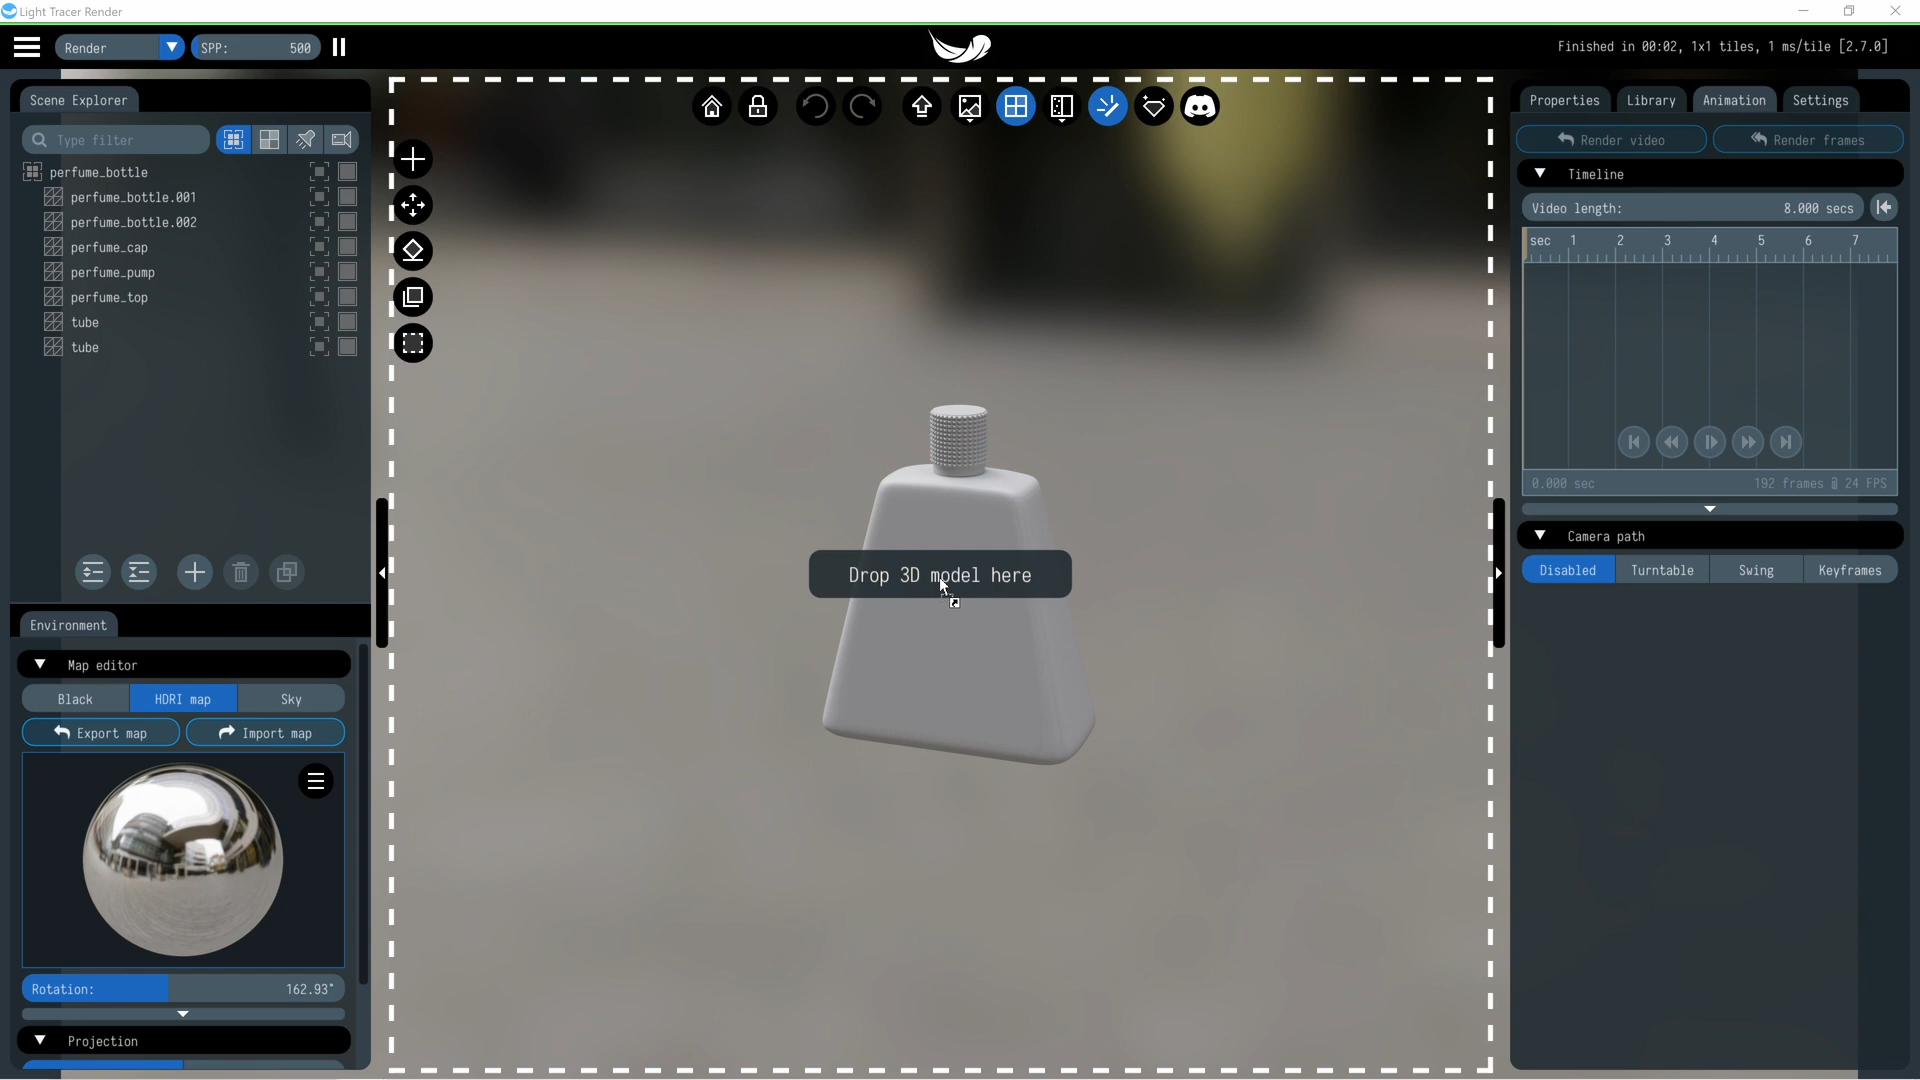 Light Tracer Render
Render
SPP: 500
Finished in 00:02, 1x1 tiles, 1 ms/tile [2.7.0]
Scene Explorer
Type filter
perfume_bottle
perfume_bottle.001
perfume_bottle.002
perfume_cap
perfume_pump
perfume_top
tube
tube
Environment
Map editor
Black HDRI map Sky
Export map Import map
Rotation: 162.93°
Projection
Drop 3D model here
Properties Library Animation Settings
Render video Render frames
Timeline
Video length: 8.000 secs
sec 1 2 3 4 5 6 7
0.000 sec 192 frames @ 24 FPS
Camera path
Disabled Turntable Swing Keyframes